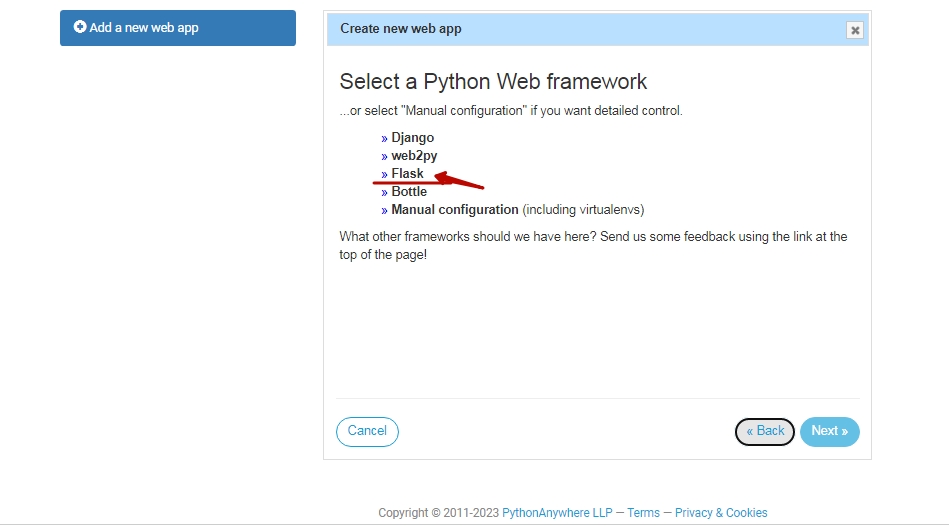 Add a new web app
Create new web app
Select a Python Web framework
...or select "Manual configuration" if you want detailed control.
» Django
» web2py
» Flask
» Bottle
» Manual configuration (including virtualenvs)
What other frameworks should we have here? Send us some feedback using the link at the
top of the page!
Cancel
« Back
Next »
Copyright © 2011-2023 PythonAnywhere LLP — Terms — Privacy & Cookies